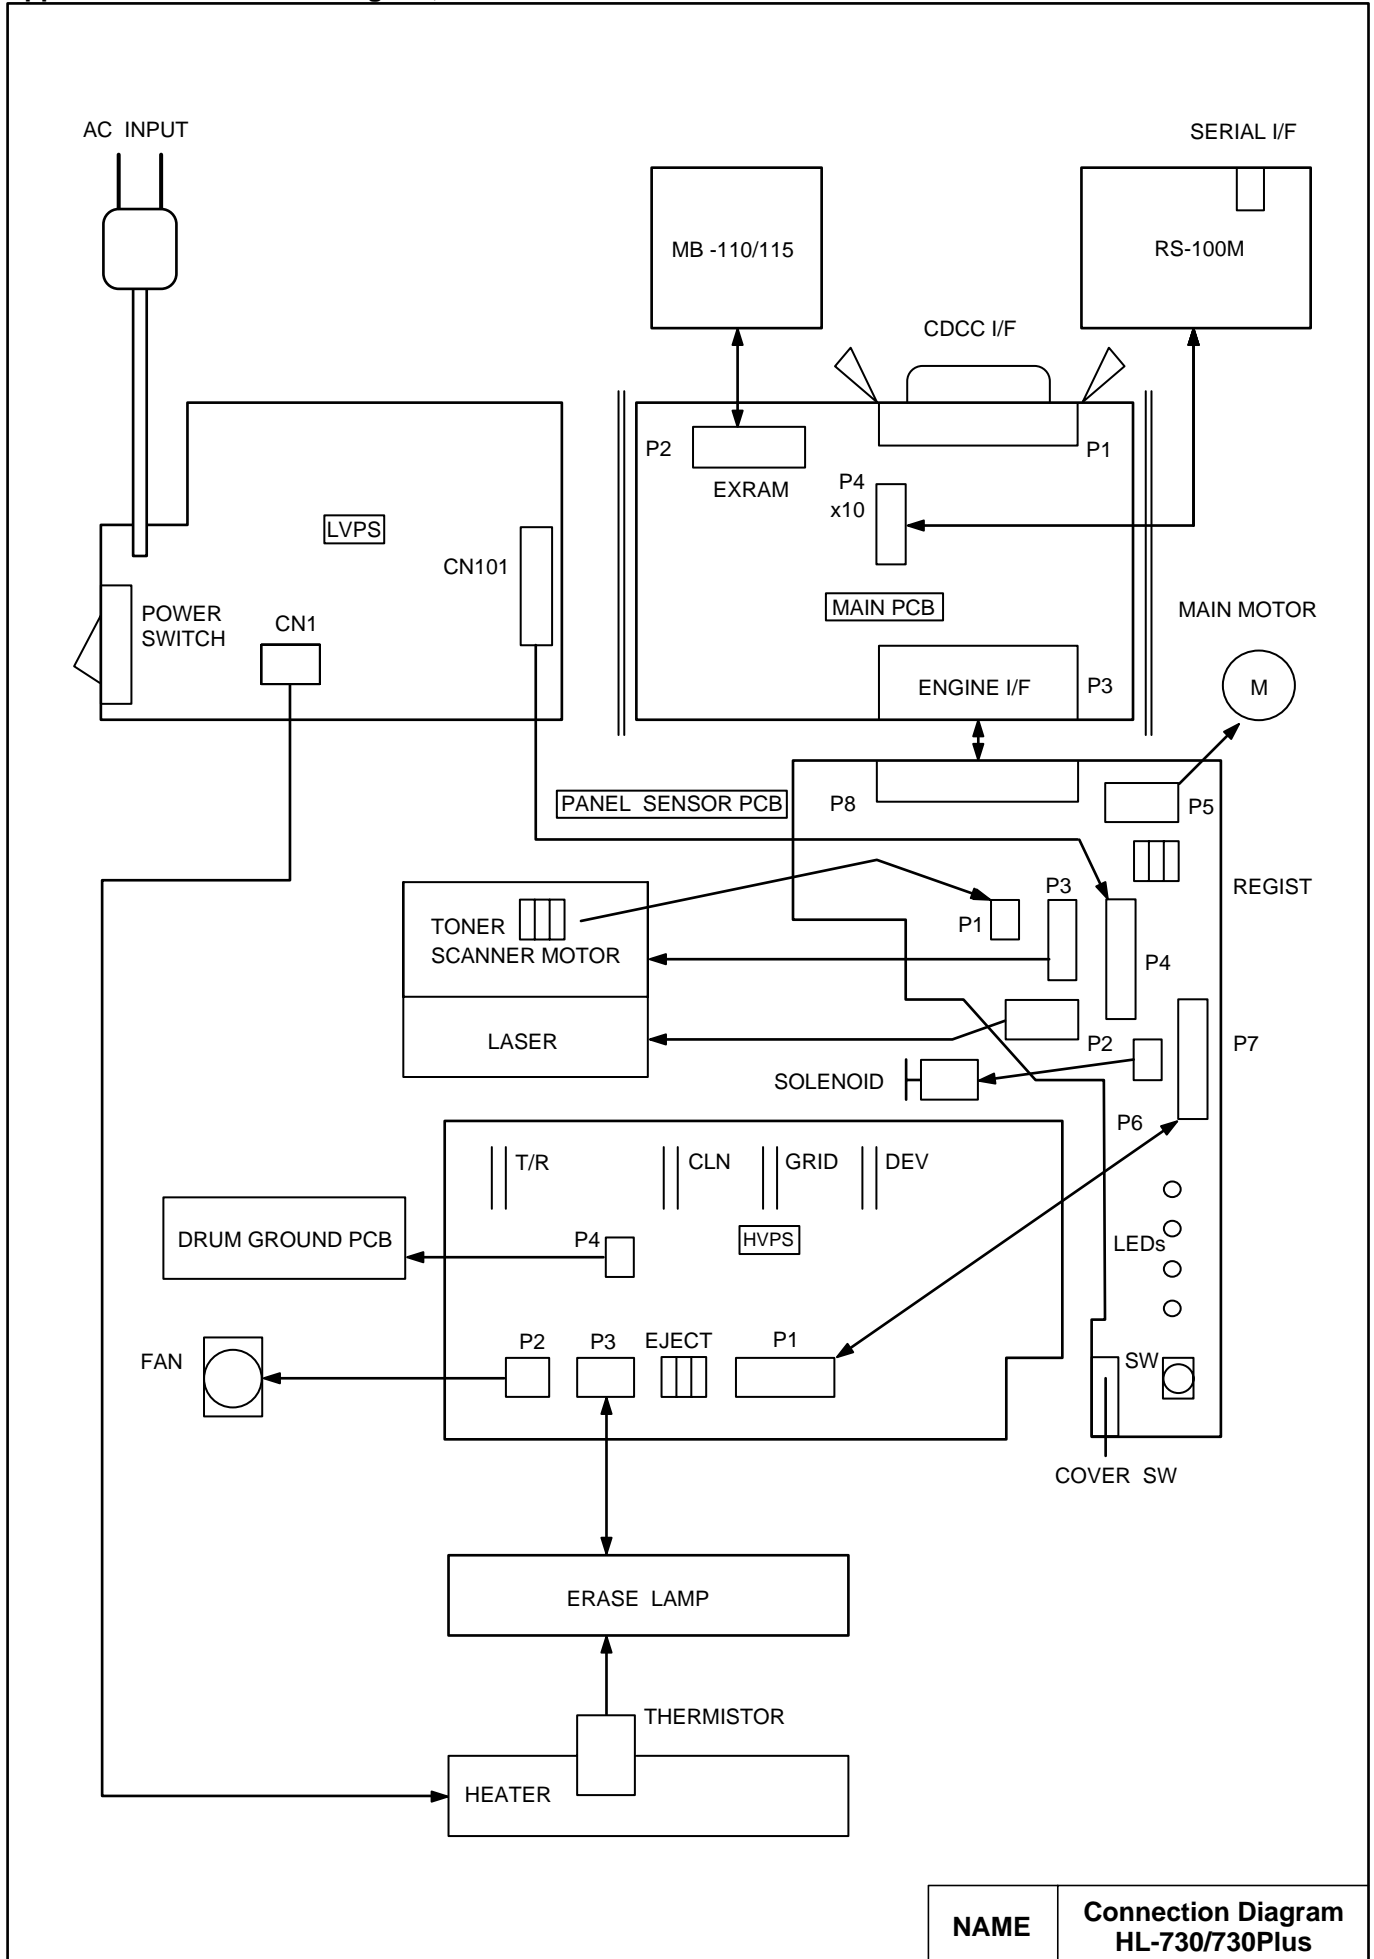 AC INPUT
SERIAL I/F
MB -110/115
RS-100M
CDCC I/F
P2
EXRAM
P1
P4
x10
LVPS
CN101
MAIN PCB
POWER
SWITCH
CN1
MAIN MOTOR
ENGINE I/F
P3
M
PANEL SENSOR PCB
P8
P5
REGIST
P3
P1
TONER
SCANNER MOTOR
P4
LASER
P2
P7
SOLENOID
P6
T/R
CLN
GRID
DEV
DRUM GROUND PCB
P4
HVPS
LEDs
FAN
P2
P3
EJECT
P1
SW
COVER SW
ERASE LAMP
THERMISTOR
HEATER
NAME
Connection Diagram
HL-730/730Plus